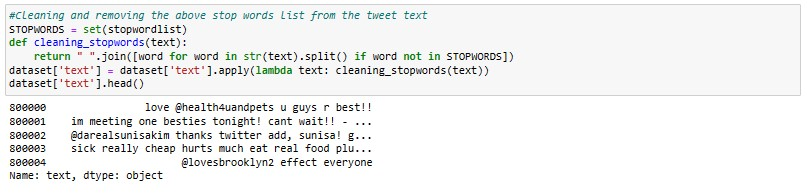 #Cleaning and removing the above stop words list from the tweet text
STOPWORDS = set(stopwordlist)
def cleaning_stopwords(text):
    return " ".join([word for word in str(text).split() if word not in STOPWORDS])
dataset['text'] = dataset['text'].apply(lambda text: cleaning_stopwords(text))
dataset['text'].head()
800000                love @health4uandpets u guys r best!!
800001    im meeting one besties tonight! cant wait!! - ...
800002    @darealsunisakim thanks twitter add, sunisa! g...
800003    sick really cheap hurts much eat real food plu...
800004                      @lovesbrooklyn2 effect everyone
Name: text, dtype: object